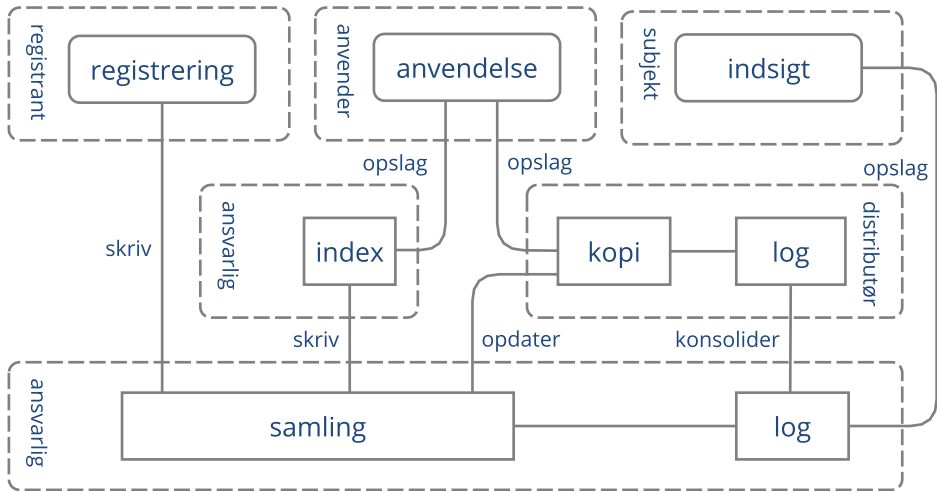 registrant
registrering
anvender
anvendelse
subjekt
indsigt
opslag
opslag
opslag
ansvarlig
index
kopi
log
distributør
skriv
skriv
opdater
konsolider
ansvarlig
samling
log